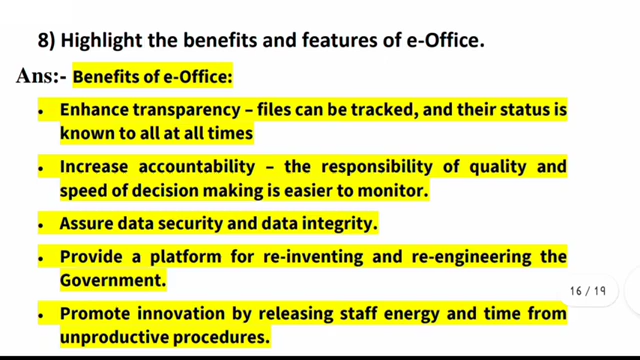 8) Highlight the benefits and features of e-Office.
Ans:- Benefits of e-Office:
• Enhance transparency – files can be tracked, and their status is
known to all at all times
• Increase accountability – the responsibility of quality and
speed of decision making is easier to monitor.
• Assure data security and data integrity.
• Provide a platform for re-inventing and re-engineering the
Government.
16 / 19
• Promote innovation by releasing staff energy and time from
unproductive procedures.